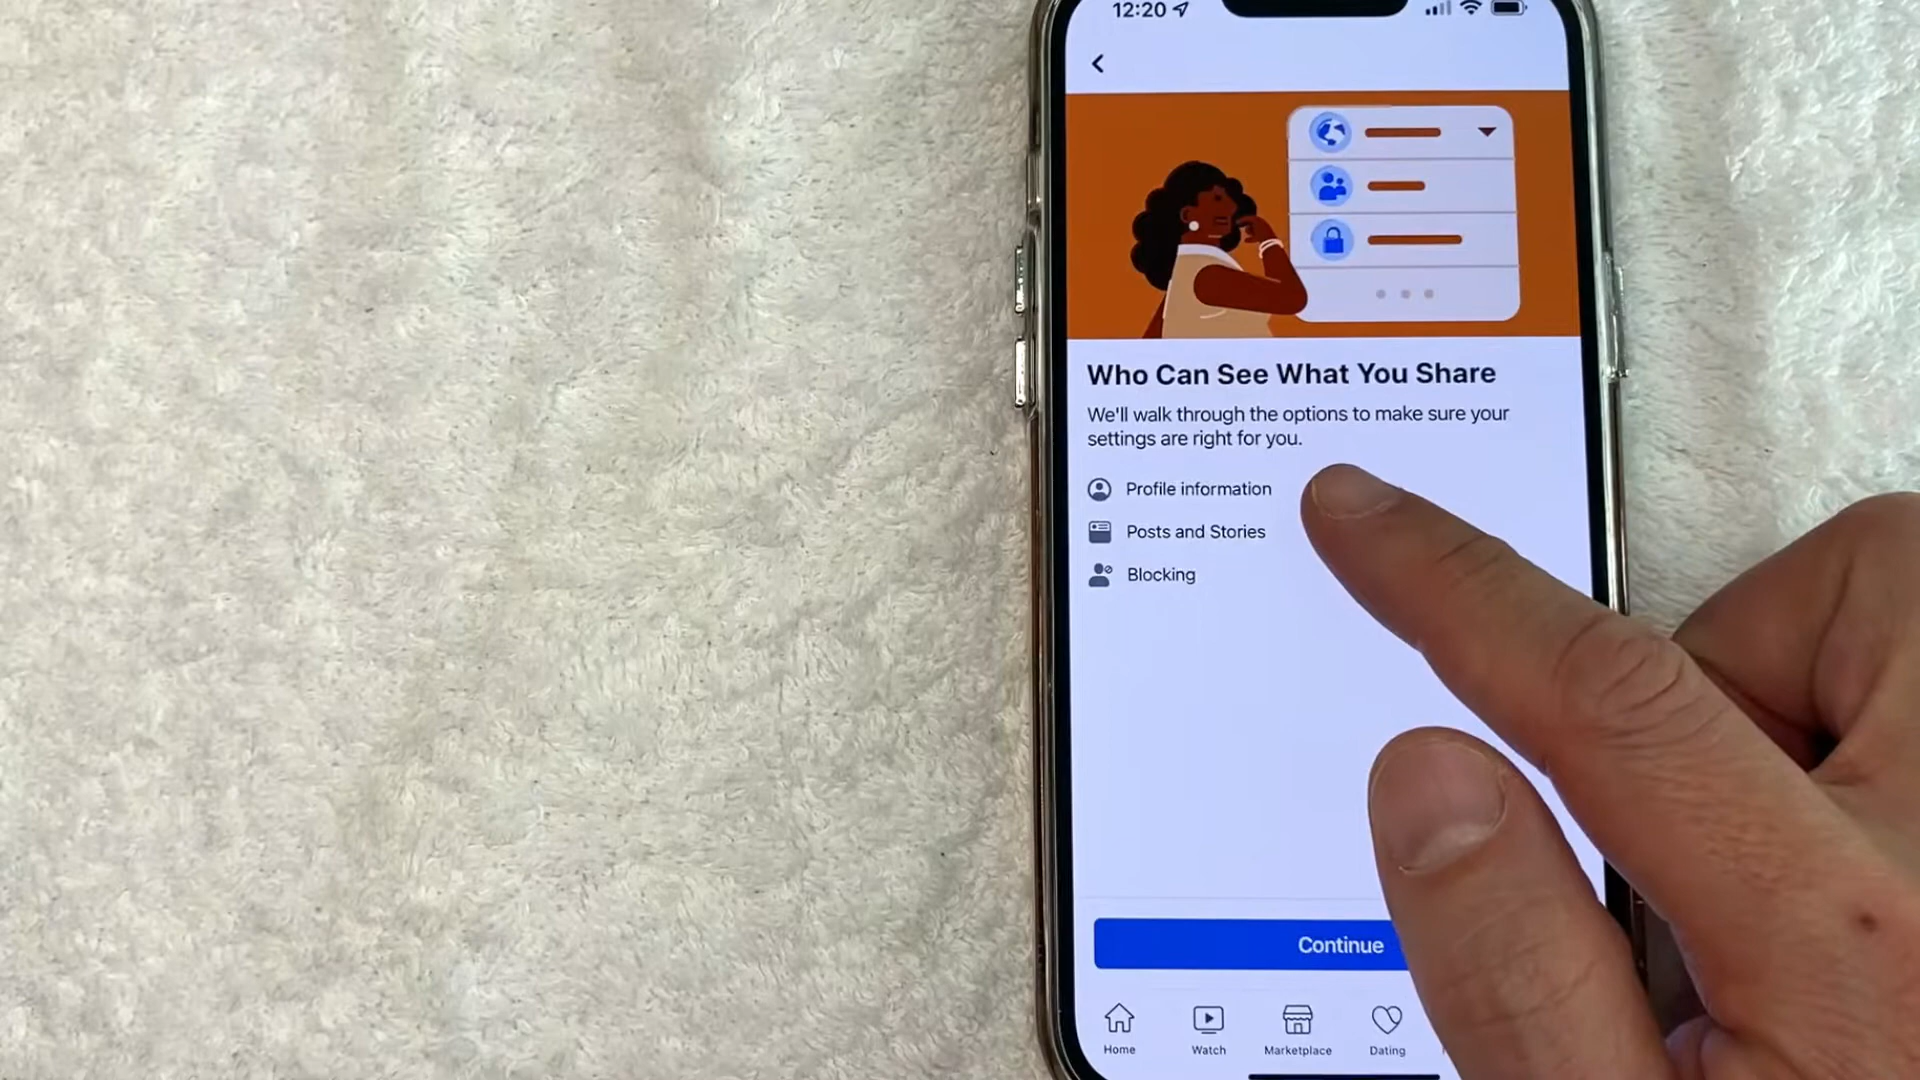 12:20
Who Can See What You Share
We'll walk through the options to make sure your
settings are right for you.
Profile information
Posts and Stories
Blocking
Continue
Home
Watch
Marketplace
Dating